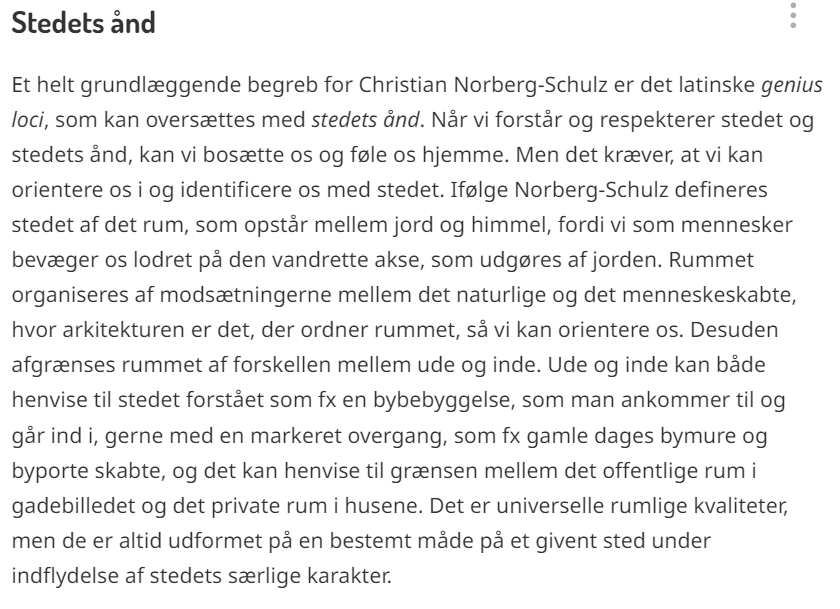 Stedets ånd
Et helt grundlæggende begreb for Christian Norberg-Schulz er det latinske genius
loci, som kan oversættes med stedets ånd. Når vi forstår og respekterer stedet og
stedets ånd, kan vi bosætte os og føle os hjemme. Men det kræver, at vi kan
orientere os i og identificere os med stedet. Ifølge Norberg-Schulz defineres
stedet af det rum, som opstår mellem jord og himmel, fordi vi som mennesker
bevæger os lodret på den vandrette akse, som udgøres af jorden. Rummet
organiseres af modsætningerne mellem det naturlige og det menneskeskabte,
hvor arkitekturen er det, der ordner rummet, så vi kan orientere os. Desuden
afgrænses rummet af forskellen mellem ude og inde. Ude og inde kan både
henvise til stedet forstået som fx en bybebyggelse, som man ankommer til og
går ind i, gerne med en markeret overgang, som fx gamle dages bymure og
byporte skabte, og det kan henvise til grænsen mellem det offentlige rum i
gadebilledet og det private rum i husene. Det er universelle rumlige kvaliteter,
men de er altid udformet på en bestemt måde på et givent sted under
indflydelse af stedets særlige karakter.